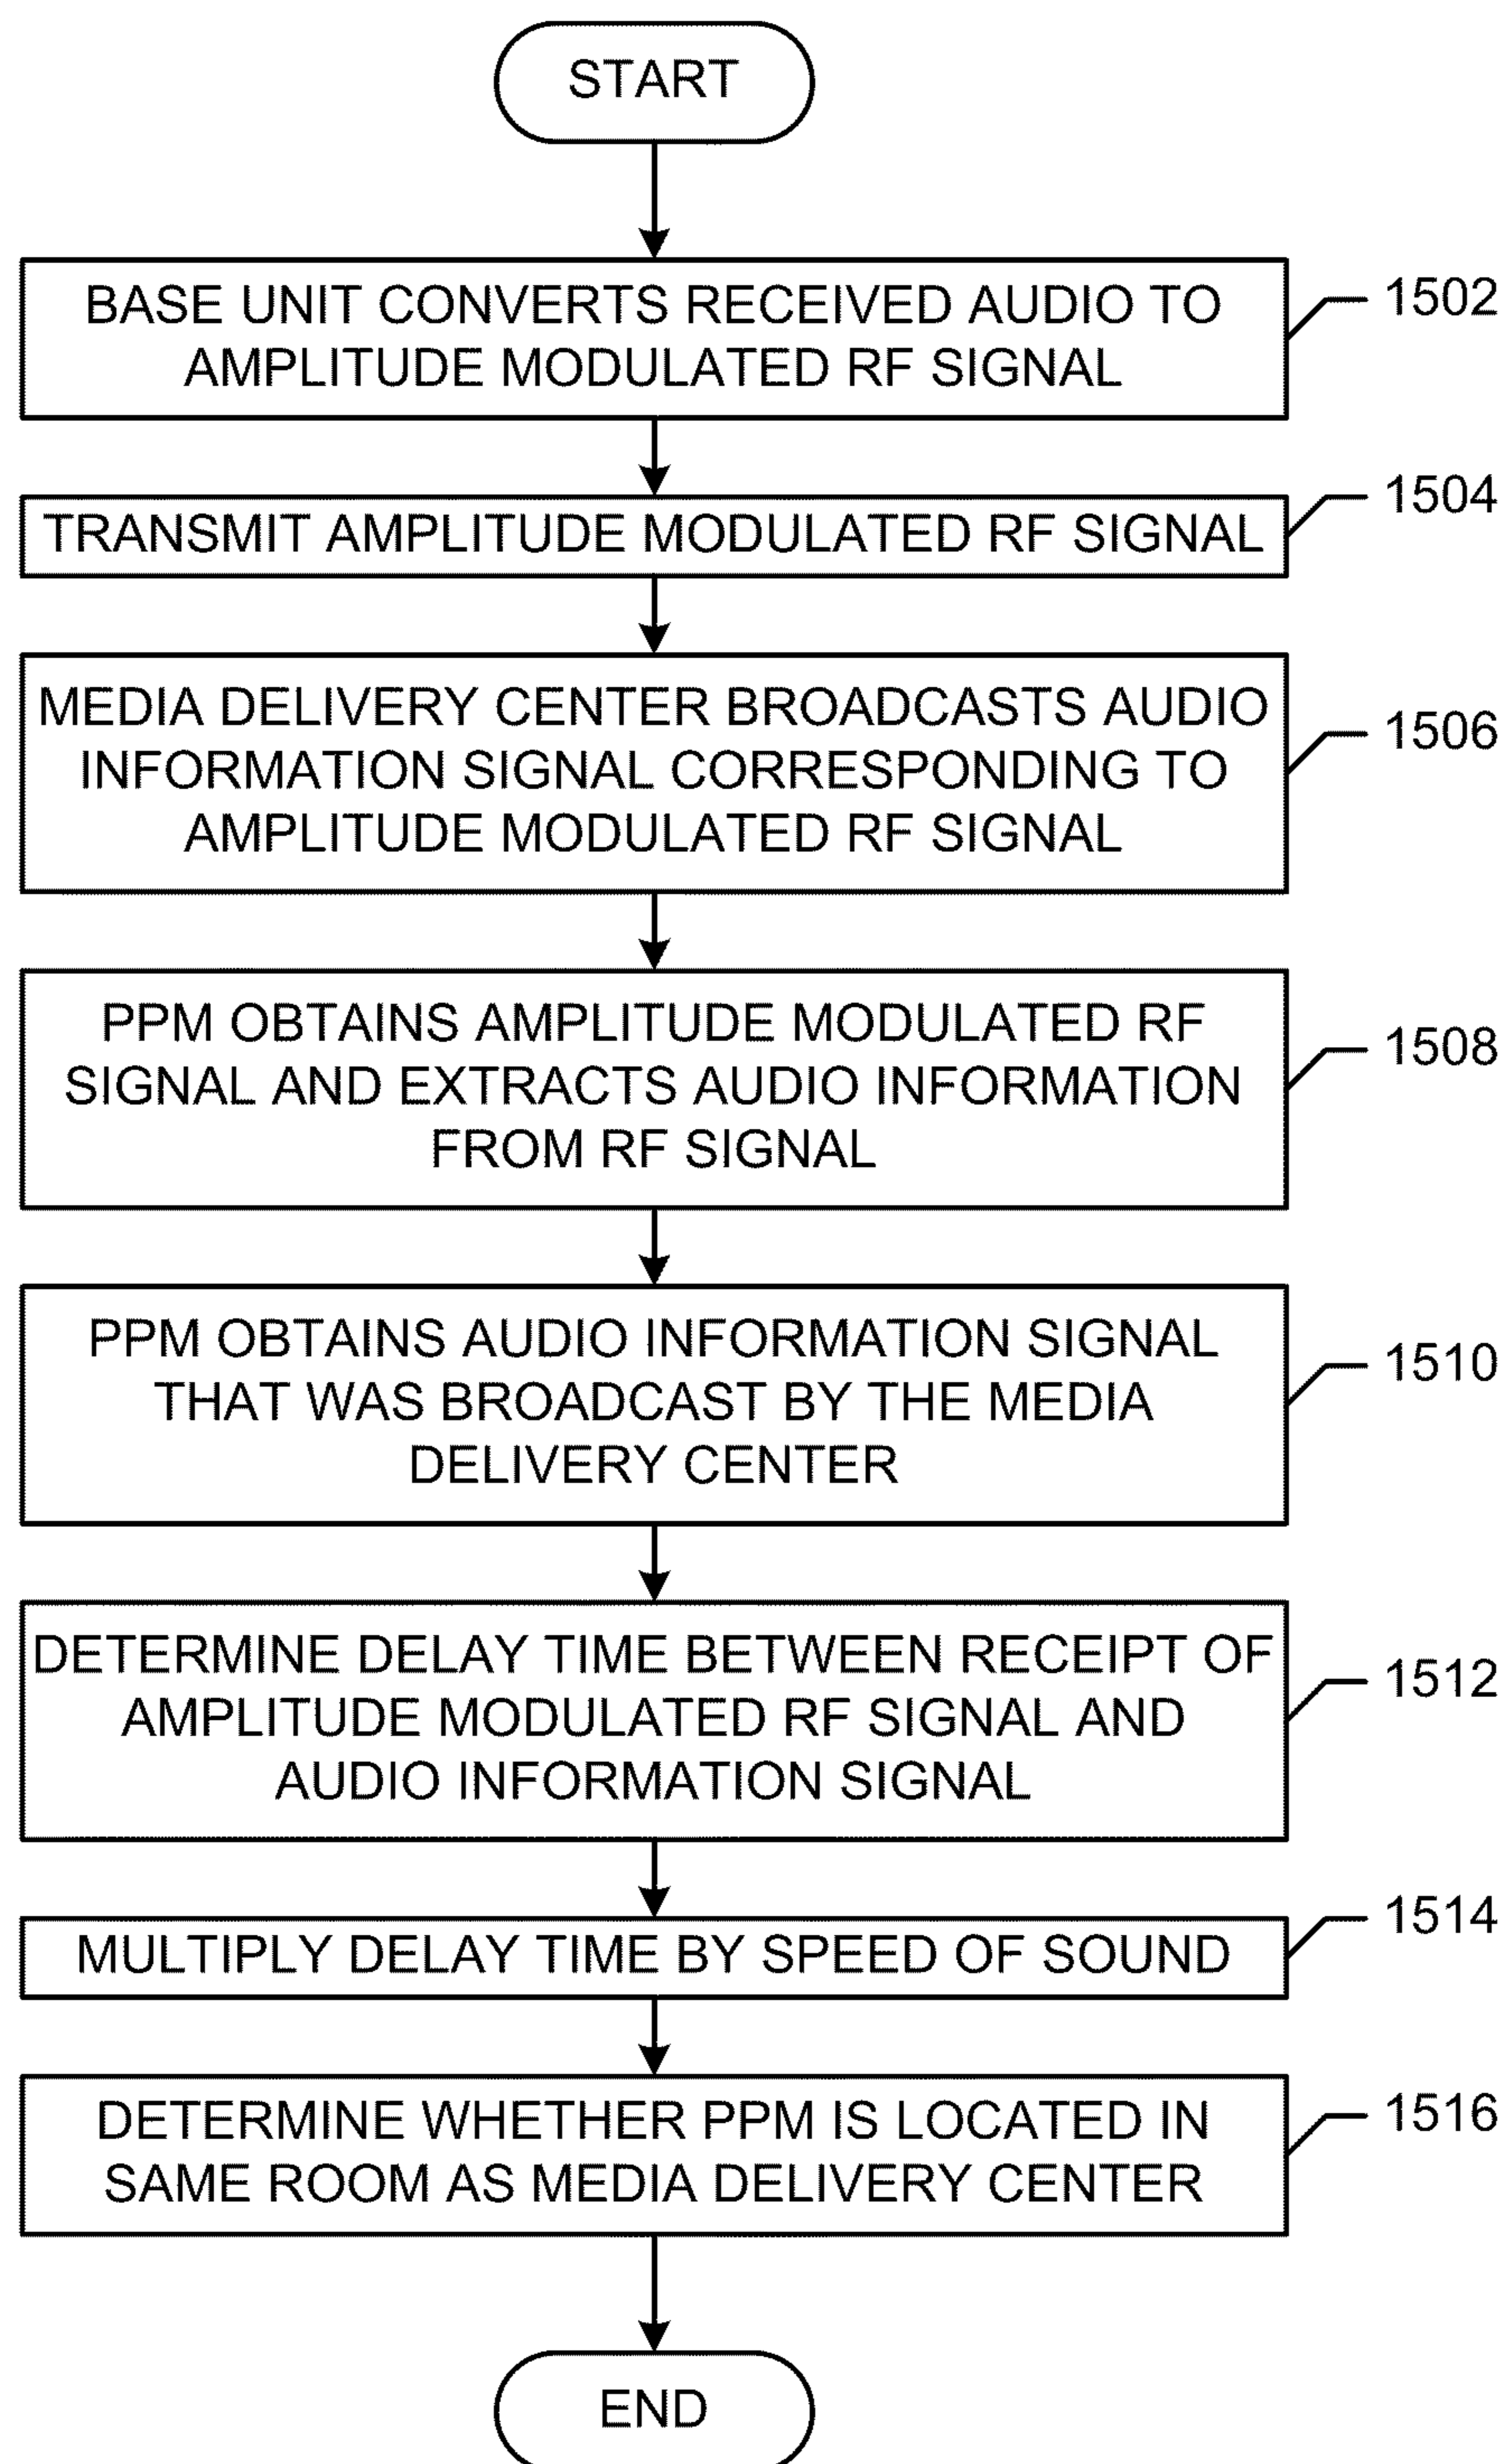 START
BASE UNIT CONVERTS RECEIVED AUDIO TO
AMPLITUDE MODULATED RF SIGNAL
1502
TRANSMIT AMPLITUDE MODULATED RF SIGNAL
1504
MEDIA DELIVERY CENTER BROADCASTS AUDIO
INFORMATION SIGNAL CORRESPONDING TO
AMPLITUDE MODULATED RF SIGNAL
1506
PPM OBTAINS AMPLITUDE MODULATED RF
SIGNAL AND EXTRACTS AUDIO INFORMATION
FROM RF SIGNAL
1508
PPM OBTAINS AUDIO INFORMATION SIGNAL
THAT WAS BROADCAST BY THE MEDIA
DELIVERY CENTER
1510
DETERMINE DELAY TIME BETWEEN RECEIPT OF
AMPLITUDE MODULATED RF SIGNAL AND
AUDIO INFORMATION SIGNAL
1512
MULTIPLY DELAY TIME BY SPEED OF SOUND
1514
DETERMINE WHETHER PPM IS LOCATED IN
SAME ROOM AS MEDIA DELIVERY CENTER
1516
END